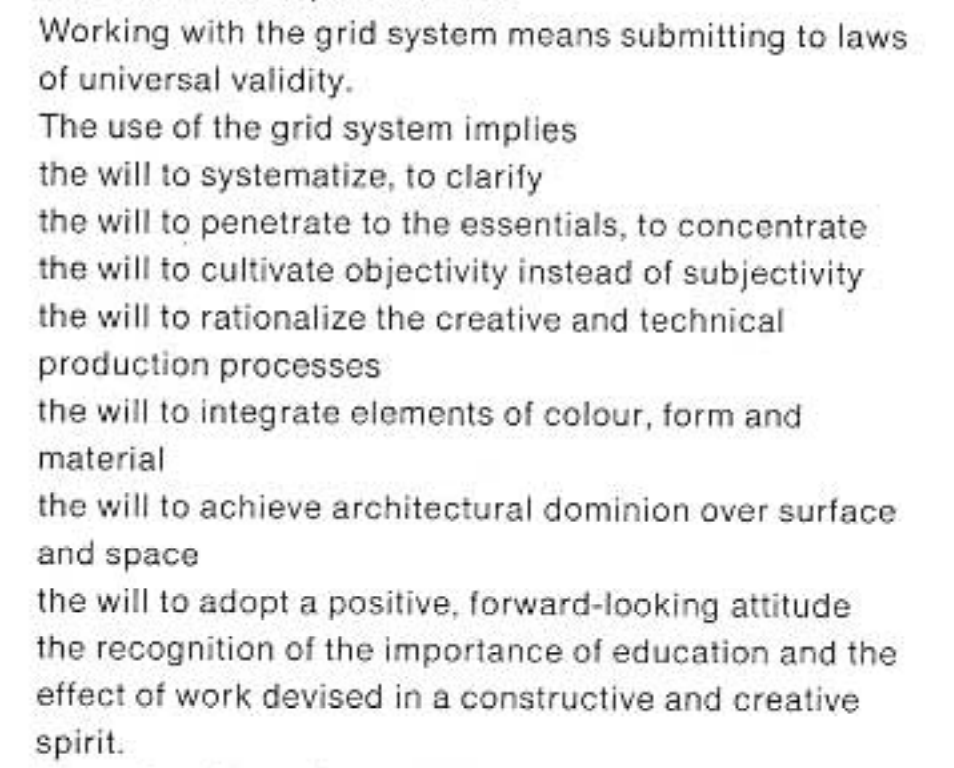 Working with the grid system means submitting to laws
of universal validity.
The use of the grid system implies
the will to systematize, to clarify
the will to penetrate to the essentials, to concentrate
the will to cultivate objectivity instead of subjectivity
the will to rationalize the creative and technical
production processes
the will to integrate elements of colour, form and
material
the will to achieve architectural dominion over surface
and space
the will to adopt a positive, forward-looking attitude
the recognition of the importance of education and the
effect of work devised in a constructive and creative
spirit.